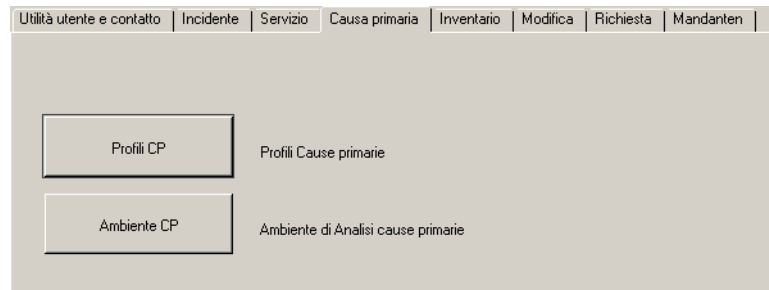 Utilità utente e contatto Incidente Servizio Causa primaria Inventario Modifica Richiesta Mandanten
Profili CP Profili Cause primarie
Ambiente CP Ambiente di Analisi cause primarie